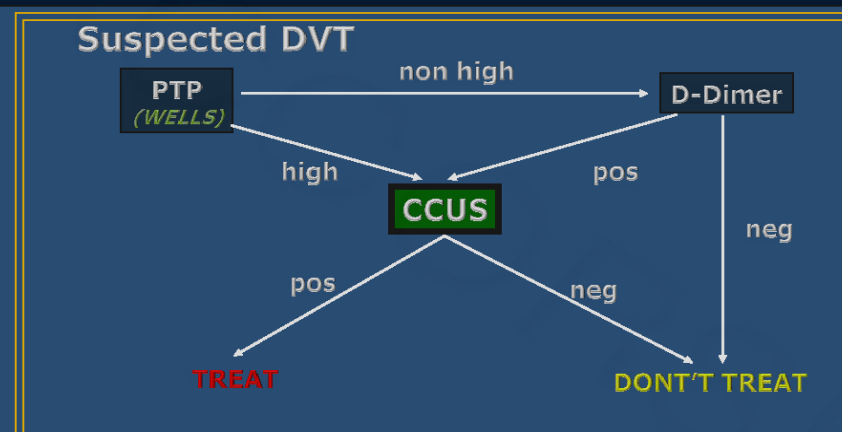 Suspected DVT
non high
PTP
(WELLS)
D-Dimer
high
pos
CCUS
neg
pos
neg
TREAT
DONT'T TREAT